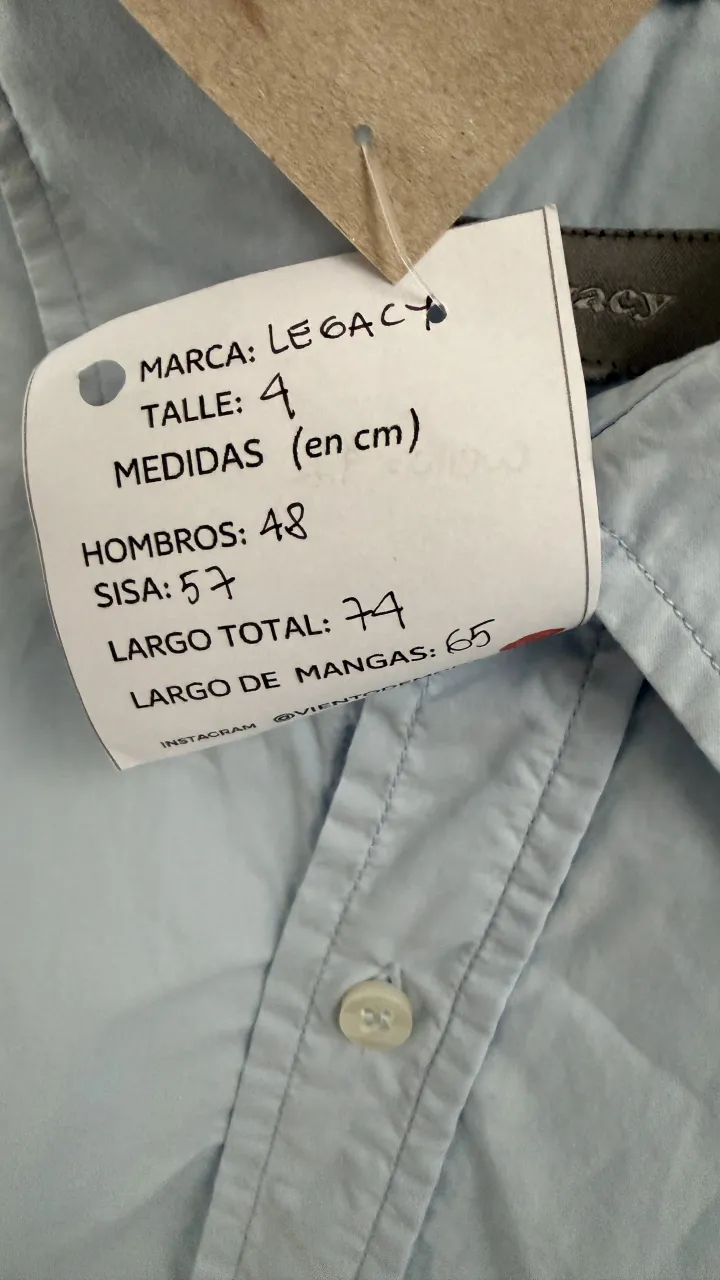 MARCA: LEGACY
TALLE: 4
MEDIDAS (en cm)
HOMBROS: 48
SISA: 57
LARGO TOTAL: 74
LARGO DE MANGAS: 65
INSTAGRAM